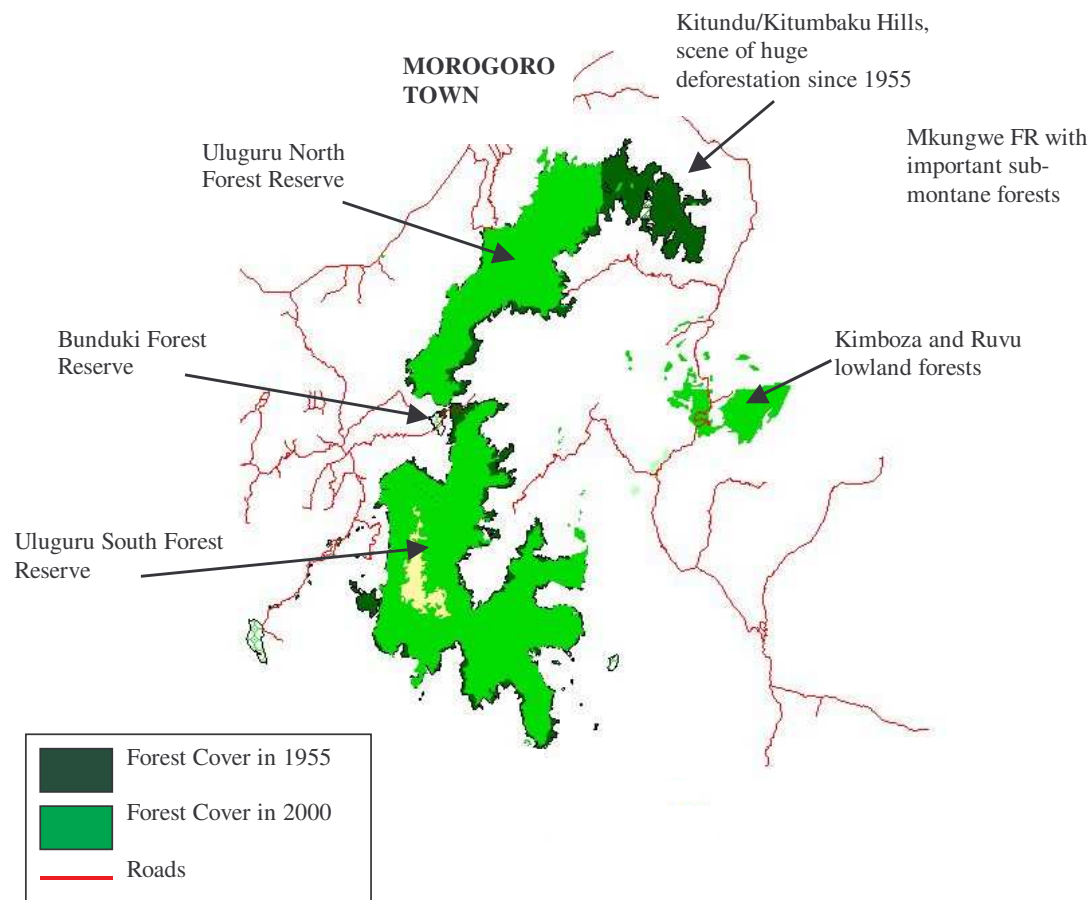 Kitundu/Kitumbaku Hills,
scene of huge
deforestation since 1955
MOROGORO
TOWN
Mkungwe FR with
important sub-
montane forests
Uluguru North
Forest Reserve
Bunduki Forest
Reserve
Kimboza and Ruvu
lowland forests
Uluguru South Forest
Reserve
Forest Cover in 1955
Forest Cover in 2000
Roads